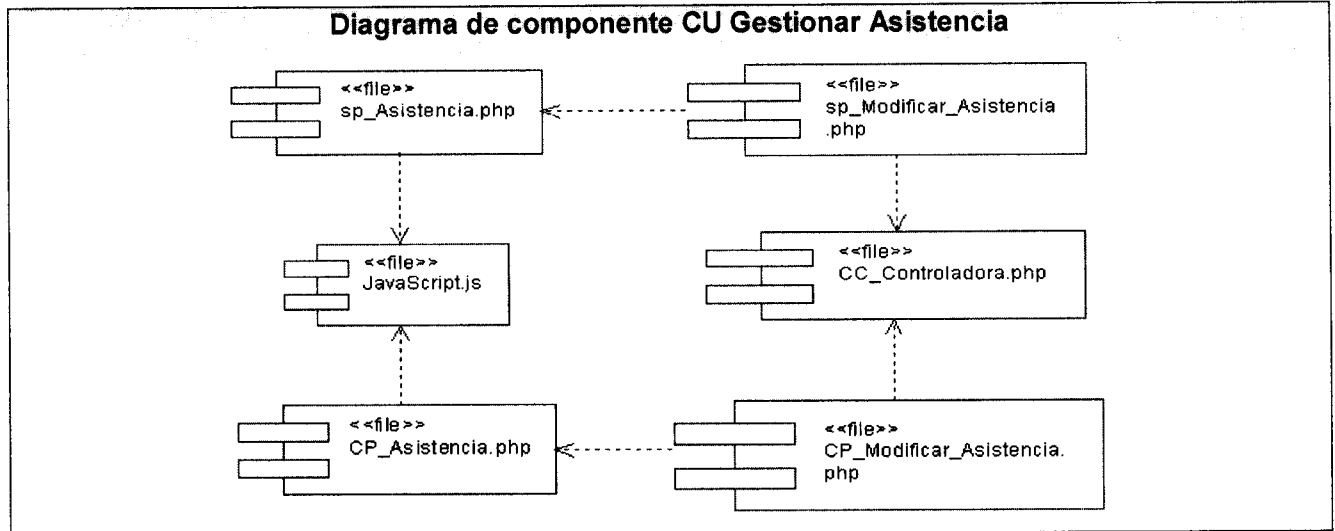 Diagrama de componente CU Gestionar Asistencia
<<file>>
sp_Asistencia.php
<<file>>
sp_Modificar_Asistencia
.php
<<file>>
JavaScript.js
<<file>>
CC_Controladora.php
<<file>>
CP_Asistencia.php
<<file>>
CP_Modificar_Asistencia.
php